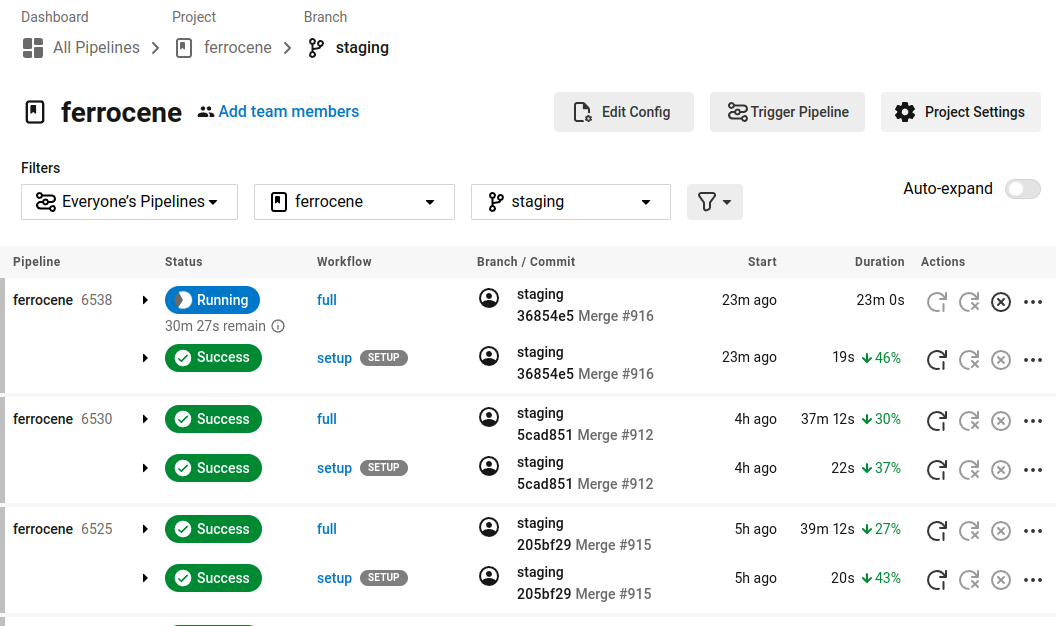 Dashboard Project Branch
All Pipelines ferrocene staging
ferrocene Add team members Edit Config Trigger Pipeline Project Settings
Filters
Everyone's Pipelines ferrocene staging Auto-expand
Pipeline Status Workflow Branch / Commit Start Duration Actions
ferrocene 6538 Running full staging 23m ago 23m 0s
36854e5 Merge #916
30m 27s remain
Success setup SETUP staging 23m ago 19s 46%
36854e5 Merge #916
ferrocene 6530 Success full staging 4h ago 37m 12s 30%
5cad851 Merge #912
Success setup SETUP staging 4h ago 22s 37%
5cad851 Merge #912
ferrocene 6525 Success full staging 5h ago 39m 12s 27%
205bf29 Merge #915
Success setup SETUP staging 5h ago 20s 43%
205bf29 Merge #915